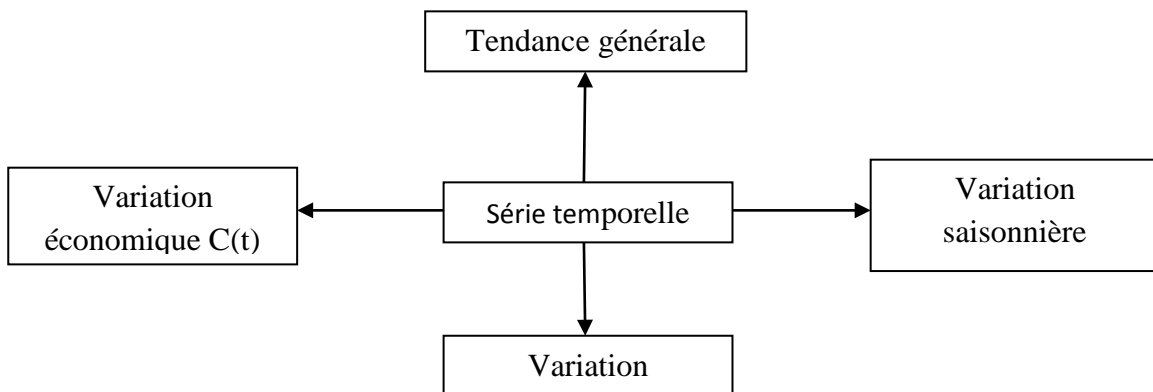 Tendance générale
Variation
économique C(t)
Série temporelle
Variation
saisonnière
Variation